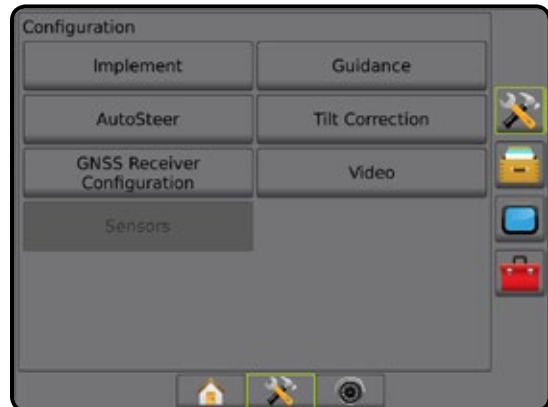 Configuration
Implement
Guidance
AutoSteer
Tilt Correction
GNSS Receiver
Configuration
Video
Sensors